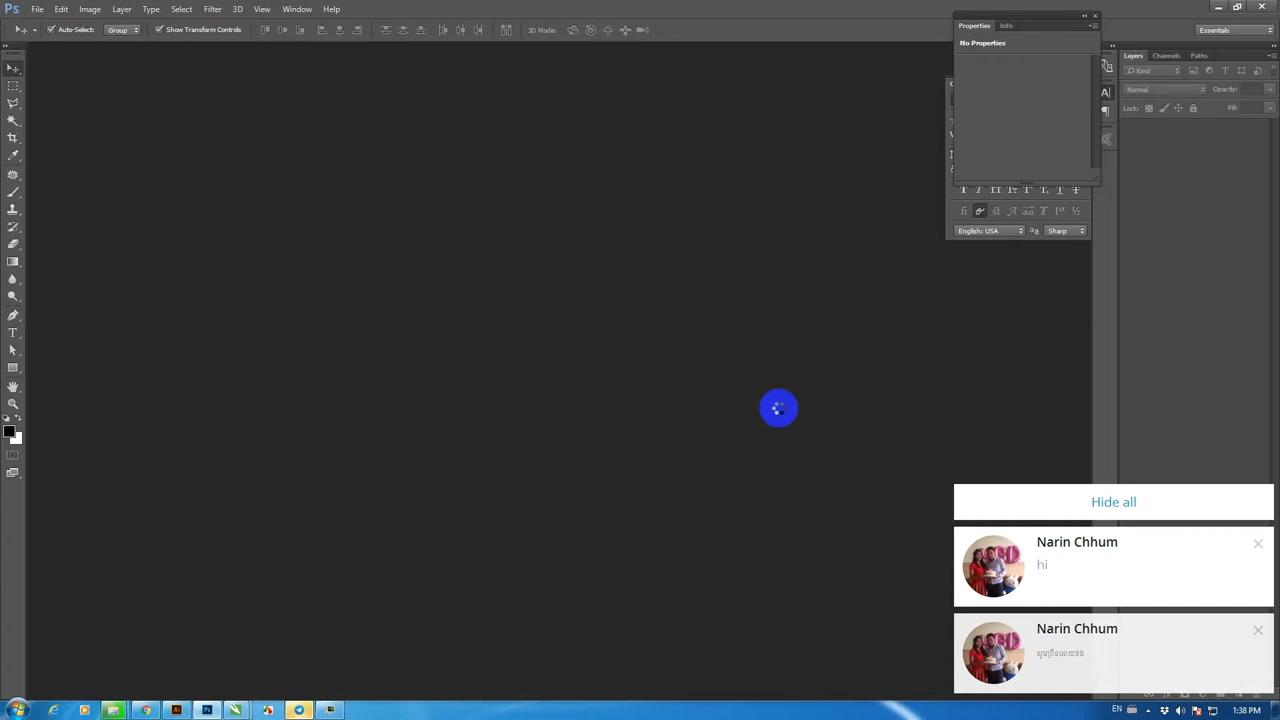 Ps File Edit Image Layer Type Select Filter 3D View Window Help
Auto-Select: Group Show Transform Controls 3D Mode: Essentials
Properties Info
No Properties
Layers Channels Paths
Kind
Normal Opacity:
Lock: Fill:
English: USA Sharp
Hide all
Narin Chhum
hi
Narin Chhum
EN 1:38 PM